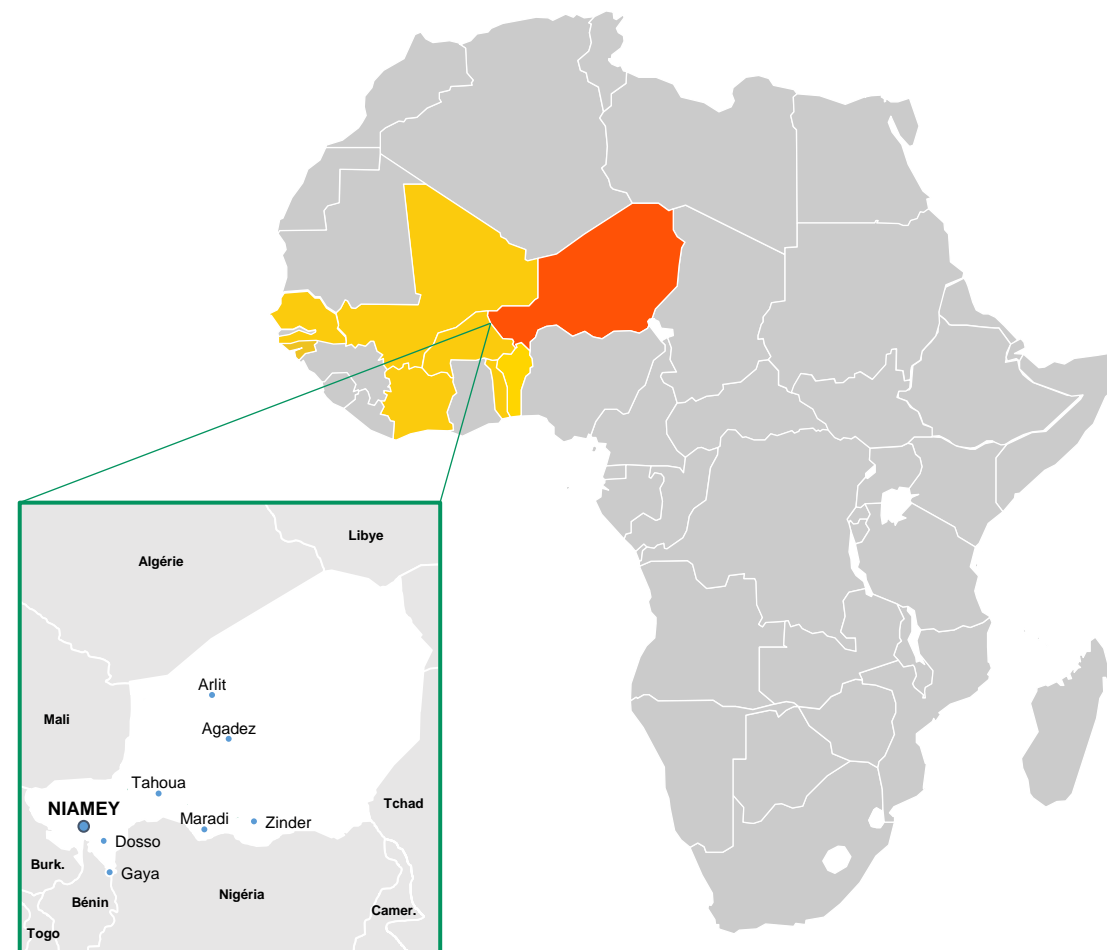 Libye
Algérie
Arlit
Mali
Agadez
Tahoua
Tchad
NIAMEY
Maradi
Zinder
Dosso
Burk.
Gaya
Nigéria
Bénin
Camer.
Togo